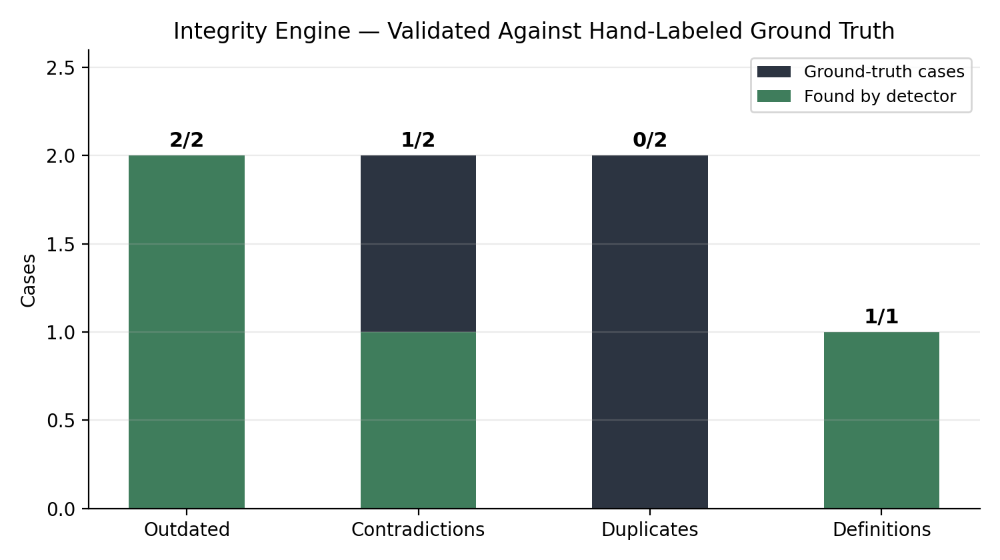 Integrity Engine — Validated Against Hand-Labeled Ground Truth
Ground-truth cases
Found by detector
2/2
1/2
0/2
1/1
2.5
2.0
1.5
1.0
0.5
0.0
Cases
Outdated
Contradictions
Duplicates
Definitions